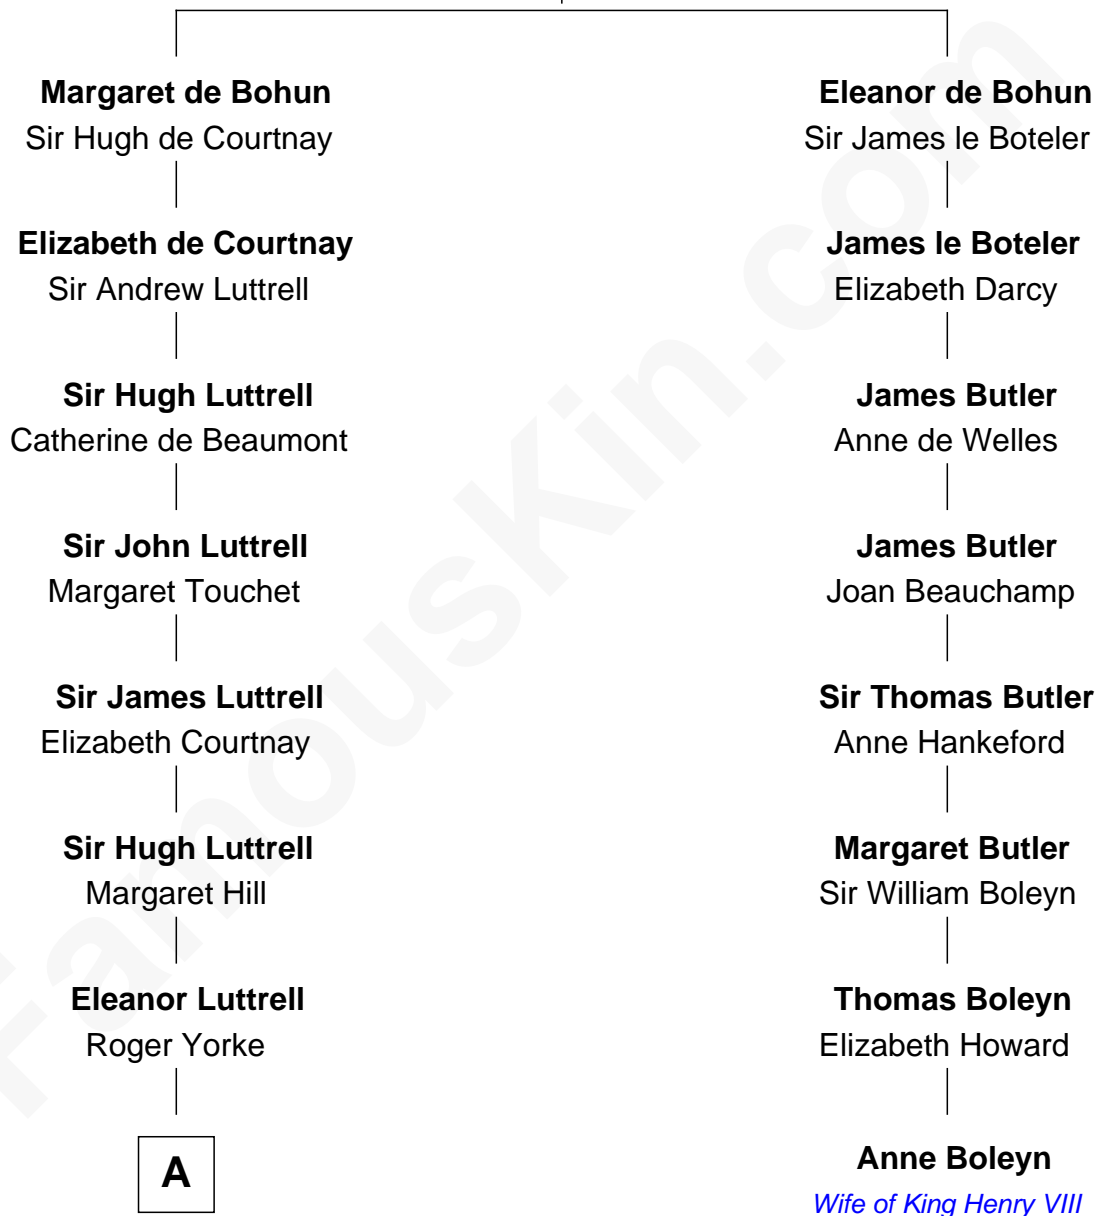 Margaret de Bohun
Sir Hugh de Courtnay
Eleanor de Bohun
Sir James le Boteler
Elizabeth de Courtnay
Sir Andrew Luttrell
James le Boteler
Elizabeth Darcy
Sir Hugh Luttrell
Catherine de Beaumont
James Butler
Anne de Welles
Sir John Luttrell
Margaret Touchet
James Butler
Joan Beauchamp
Sir James Luttrell
Elizabeth Courtnay
Sir Thomas Butler
Anne Hankeford
Sir Hugh Luttrell
Margaret Hill
Margaret Butler
Sir William Boleyn
Eleanor Luttrell
Roger Yorke
Thomas Boleyn
Elizabeth Howard
A
Anne Boleyn
Wife of King Henry VIII
FamousKin.com